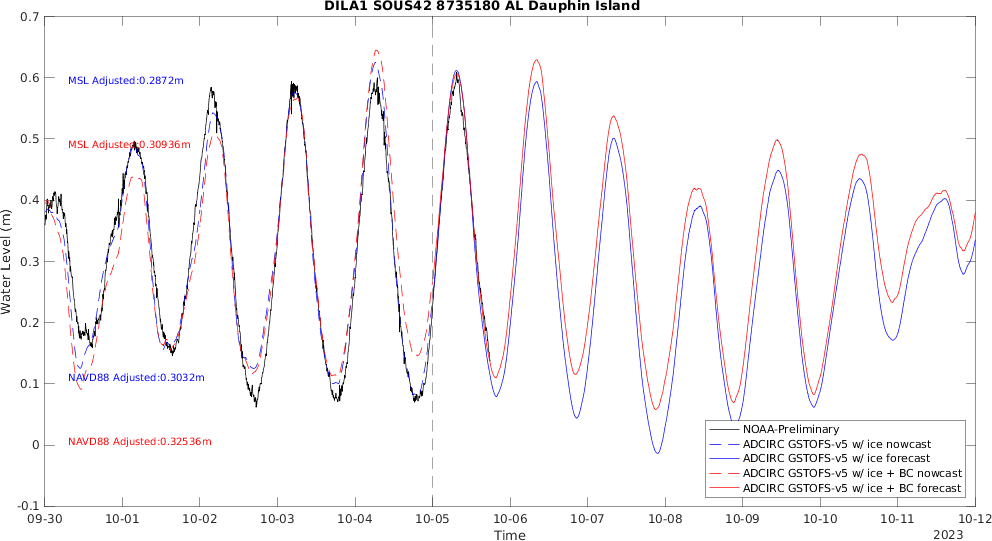 DILA1 SOUS42 8735180 AL Dauphin Island
0.7
0.6
0.5
0.4
0.3
0.2
0.1
0
-0.1
Water Level (m)
MSL Adjusted:0.2872m
MSL Adjusted:0.30936m
NAVD88 Adjusted:0.3032m
NAVD88 Adjusted:0.32536m
NOAA-Preliminary
ADCIRC GSTOFS-v5 w/ ice nowcast
ADCIRC GSTOFS-v5 w/ ice forecast
ADCIRC GSTOFS-v5 w/ ice + BC nowcast
ADCIRC GSTOFS-v5 w/ ice + BC forecast
09-30 10-01 10-02 10-03 10-04 10-05 10-06 10-07 10-08 10-09 10-10 10-11 10-12
Time
2023